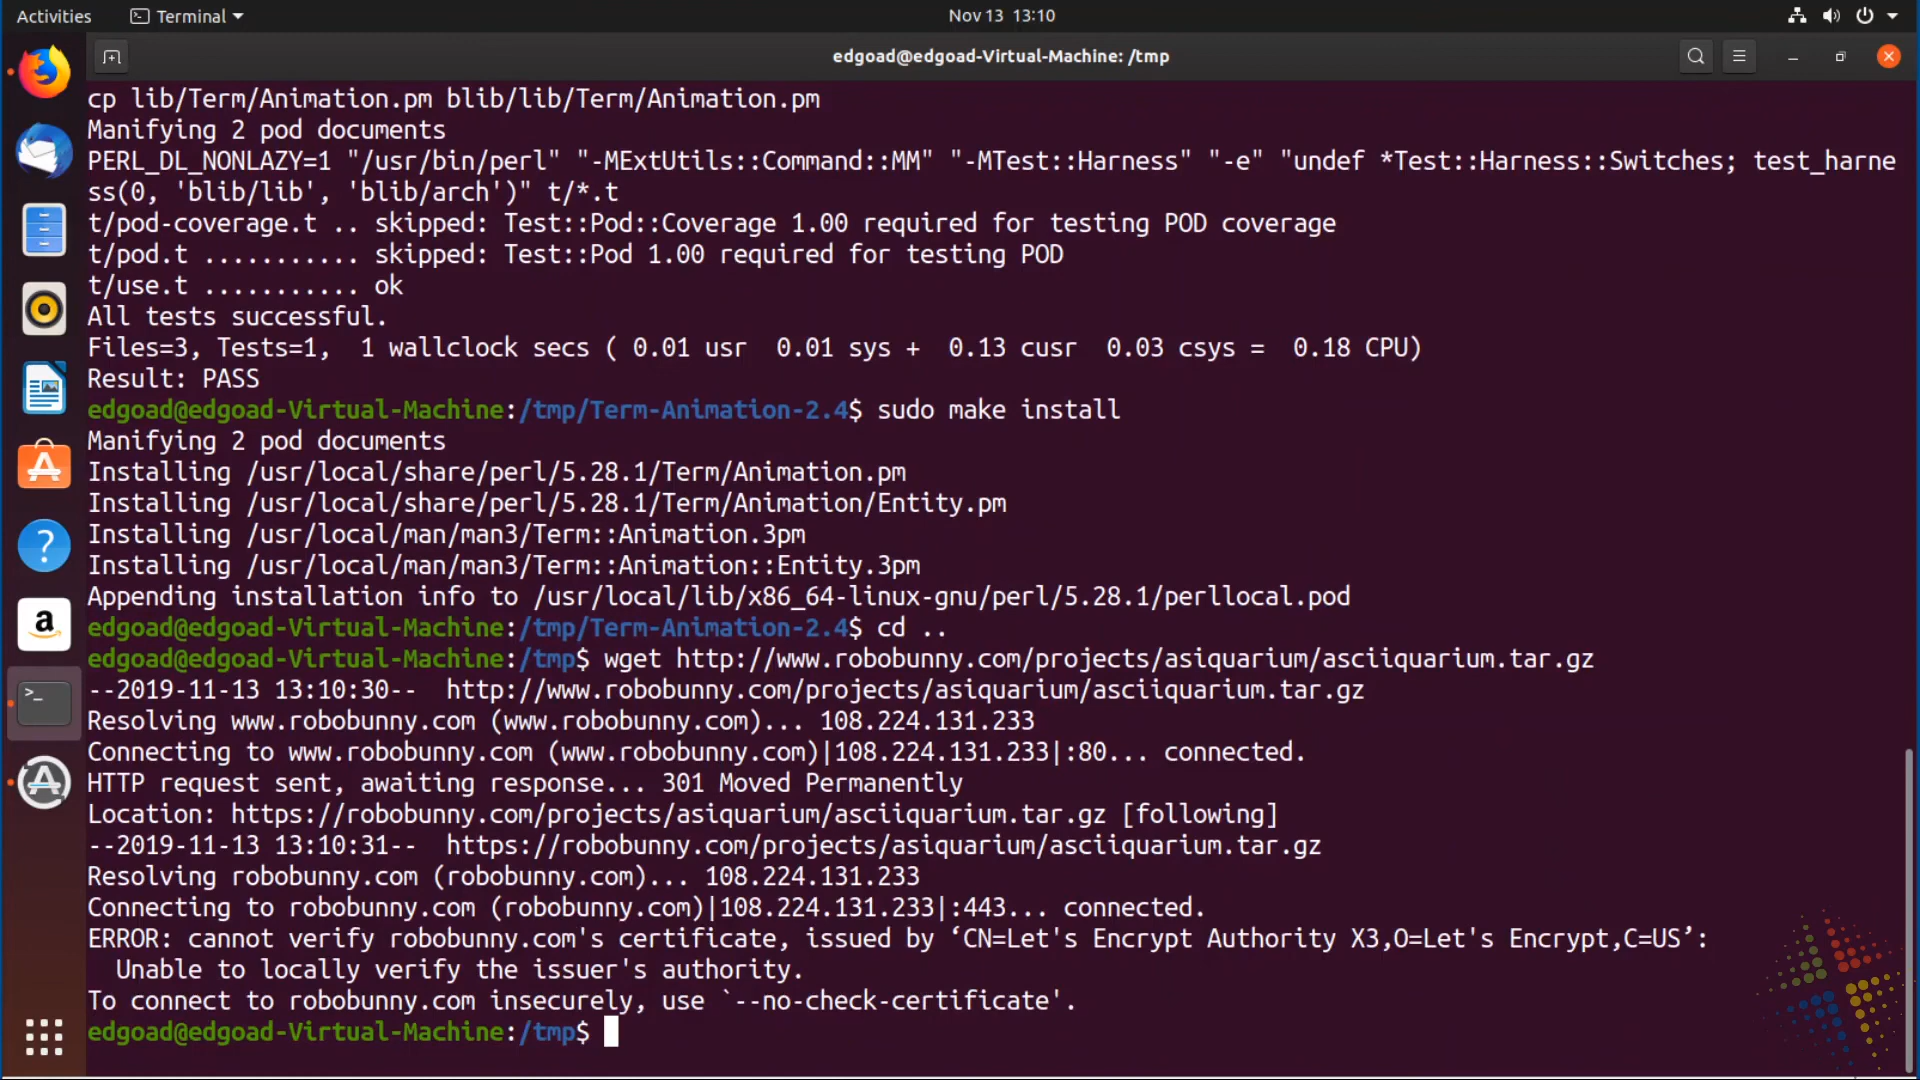 Activities
Terminal
Nov 13 13:10
edgoad@edgoad-Virtual-Machine: /tmp
cp lib/Term/Animation.pm blib/lib/Term/Animation.pm
Manifying 2 pod documents
PERL_DL_NONLAZY=1 "/usr/bin/perl" "-MExtUtils::Command::MM" "-MTest::Harness" "-e" "undef *Test::Harness::Switches; test_harne
ss(0, 'blib/lib', 'blib/arch')" t/*.t
t/pod-coverage.t .. skipped: Test::Pod::Coverage 1.00 required for testing POD coverage
t/pod.t ........... skipped: Test::Pod 1.00 required for testing POD
t/use.t ........... ok
All tests successful.
Files=3, Tests=1,  1 wallclock secs ( 0.01 usr  0.01 sys +  0.13 cusr  0.03 csys =  0.18 CPU)
Result: PASS
edgoad@edgoad-Virtual-Machine:/tmp/Term-Animation-2.4$ sudo make install
Manifying 2 pod documents
Installing /usr/local/share/perl/5.28.1/Term/Animation.pm
Installing /usr/local/share/perl/5.28.1/Term/Animation/Entity.pm
Installing /usr/local/man/man3/Term::Animation.3pm
Installing /usr/local/man/man3/Term::Animation::Entity.3pm
Appending installation info to /usr/local/lib/x86_64-linux-gnu/perl/5.28.1/perllocal.pod
edgoad@edgoad-Virtual-Machine:/tmp/Term-Animation-2.4$ cd ..
edgoad@edgoad-Virtual-Machine:/tmp$ wget http://www.robobunny.com/projects/asiquarium/asciiquarium.tar.gz
--2019-11-13 13:10:30--  http://www.robobunny.com/projects/asiquarium/asciiquarium.tar.gz
Resolving www.robobunny.com (www.robobunny.com)... 108.224.131.233
Connecting to www.robobunny.com (www.robobunny.com)|108.224.131.233|:80... connected.
HTTP request sent, awaiting response... 301 Moved Permanently
Location: https://robobunny.com/projects/asiquarium/asciiquarium.tar.gz [following]
--2019-11-13 13:10:31--  https://robobunny.com/projects/asiquarium/asciiquarium.tar.gz
Resolving robobunny.com (robobunny.com)... 108.224.131.233
Connecting to robobunny.com (robobunny.com)|108.224.131.233|:443... connected.
ERROR: cannot verify robobunny.com's certificate, issued by ‘CN=Let's Encrypt Authority X3,O=Let's Encrypt,C=US’:
  Unable to locally verify the issuer's authority.
To connect to robobunny.com insecurely, use `--no-check-certificate'.
edgoad@edgoad-Virtual-Machine:/tmp$